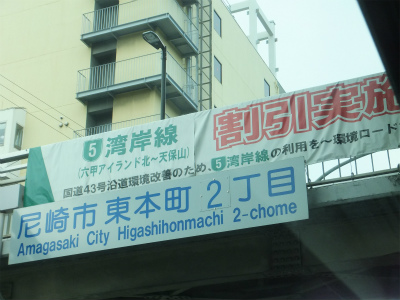 5 湾岸線
(六甲アイランド北〜天保山)
割引実施
国道43号沿道環境改善のため、5湾岸線の利用を〜環境ロード
尼崎市 東本町 2丁目
Amagasaki City Higashihonmachi 2-chome